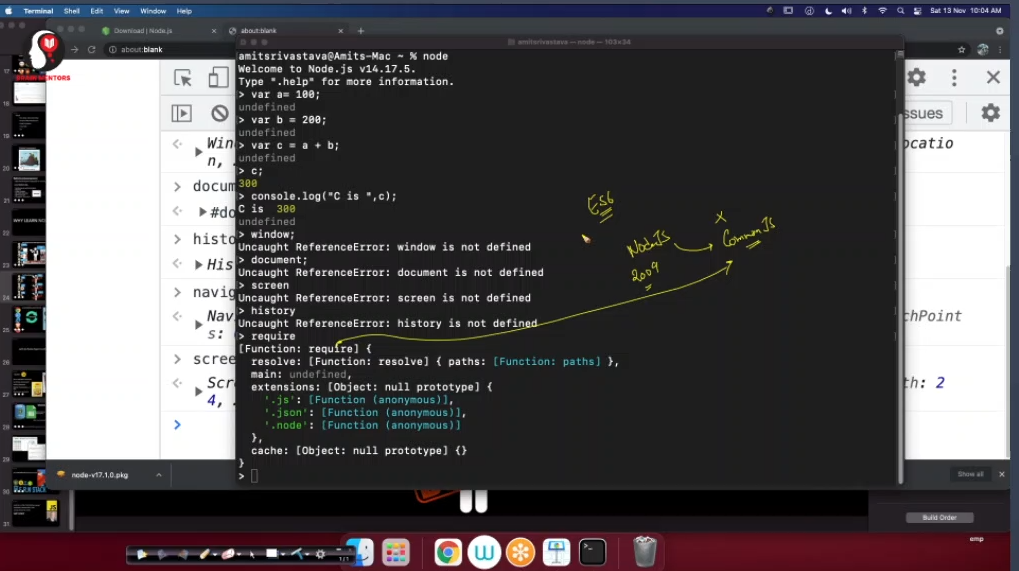 Terminal Shell Edit View Window Help
Sat 13 Nov 10:04 AM
Download | Node.js
about:blank
about:blank
amitsrivastava — node — 103×34
amitsrivastava@Amits-Mac ~ % node
Welcome to Node.js v14.17.5.
Type ".help" for more information.
> var a= 100;
undefined
> var b = 200;
undefined
> var c = a + b;
undefined
> c;
300
> console.log("C is ",c);
C is  300
undefined
> window;
Uncaught ReferenceError: window is not defined
> document;
Uncaught ReferenceError: document is not defined
> screen
Uncaught ReferenceError: screen is not defined
> history
Uncaught ReferenceError: history is not defined
> require
[Function: require] {
  resolve: [Function: resolve] { paths: [Function: paths] },
  main: undefined,
  extensions: [Object: null prototype] {
    '.js': [Function (anonymous)],
    '.json': [Function (anonymous)],
    '.node': [Function (anonymous)]
  },
  cache: [Object: null prototype] {}
}
>
ES6
X
NodeJS
CommonJS
2009
ssues
Win
ocatio
n, .
docum
#do
histo
His
navig
Nav
chPoint
s:
scree
Scr
th: 2
4, .
node-v17.1.0.pkg
Show all
Build Order
amp